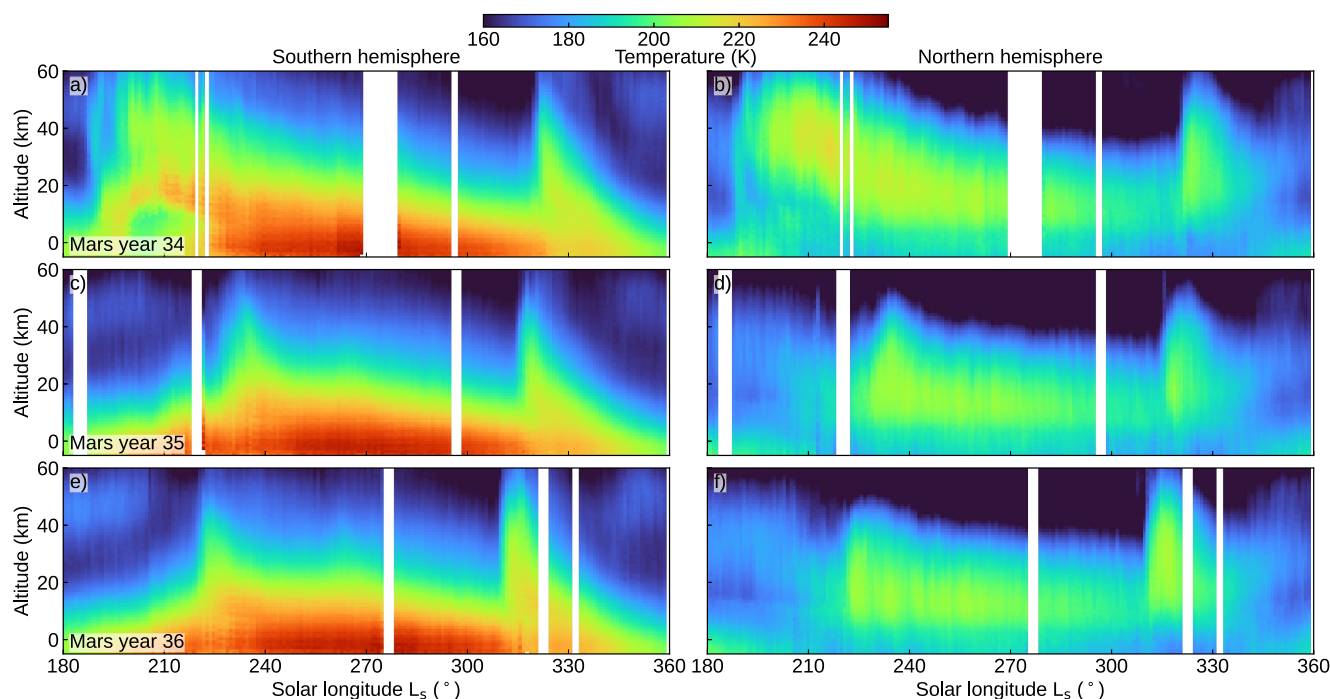 160 180 200 220 240
Southern hemisphere Temperature (K) Northern hemisphere
60
40
20
0
Altitude (km)
a)
Mars year 34
b)
60
40
20
0
Altitude (km)
c)
Mars year 35
d)
60
40
20
0
Altitude (km)
e)
Mars year 36
f)
180 210 240 270 300 330 360
180 210 240 270 300 330 360
Solar longitude Ls (°)
Solar longitude Ls (°)